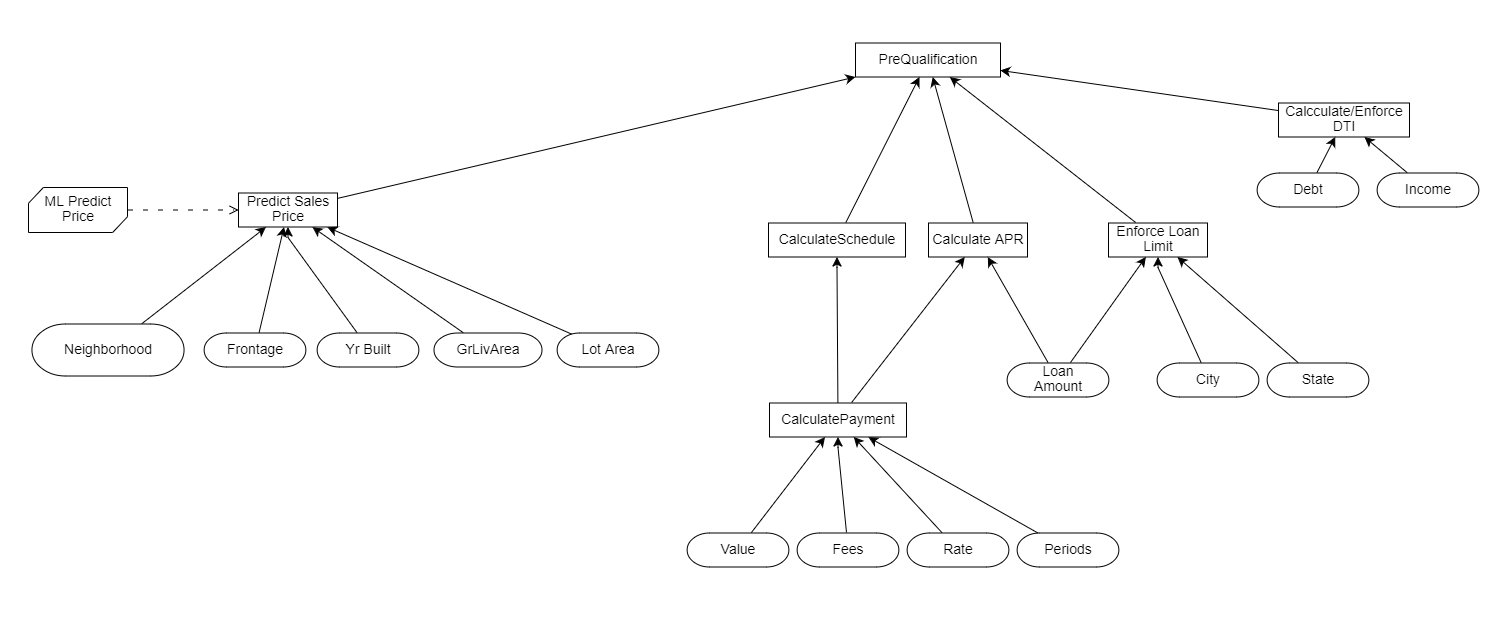 PreQualification
Calcculate/Enforce
DTI
Debt
Income
ML Predict
Price
Predict Sales
Price
CalculateSchedule
Calculate APR
Enforce Loan
Limit
Neighborhood
Frontage
Yr Built
GrLivArea
Lot Area
Loan
Amount
City
State
CalculatePayment
Value
Fees
Rate
Periods